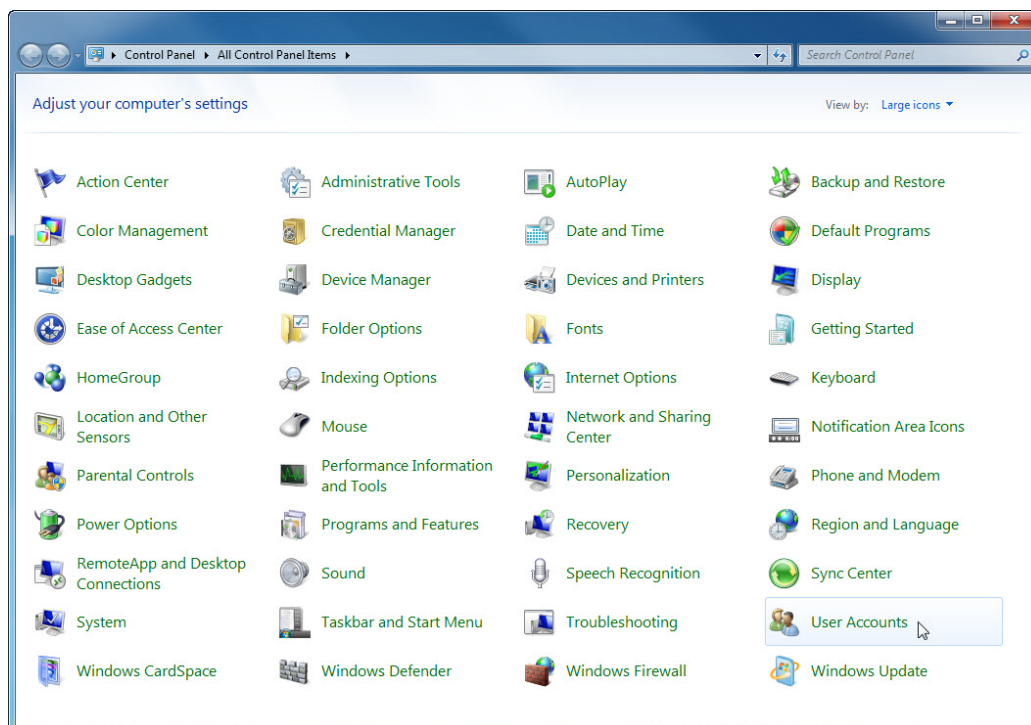 Control Panel All Control Panel Items Search Control Panel
Adjust your computer's settings View by: Large icons
Action Center Administrative Tools AutoPlay Backup and Restore
Color Management Credential Manager Date and Time Default Programs
Desktop Gadgets Device Manager Devices and Printers Display
Ease of Access Center Folder Options Fonts Getting Started
HomeGroup Indexing Options Internet Options Keyboard
Location and Other
Sensors
Mouse
Network and Sharing
Center
Notification Area Icons
Parental Controls
Performance Information
and Tools
Personalization
Phone and Modem
Power Options Programs and Features Recovery Region and Language
RemoteApp and Desktop
Connections
Sound
Speech Recognition
Sync Center
System Taskbar and Start Menu Troubleshooting User Accounts
Windows CardSpace Windows Defender Windows Firewall Windows Update